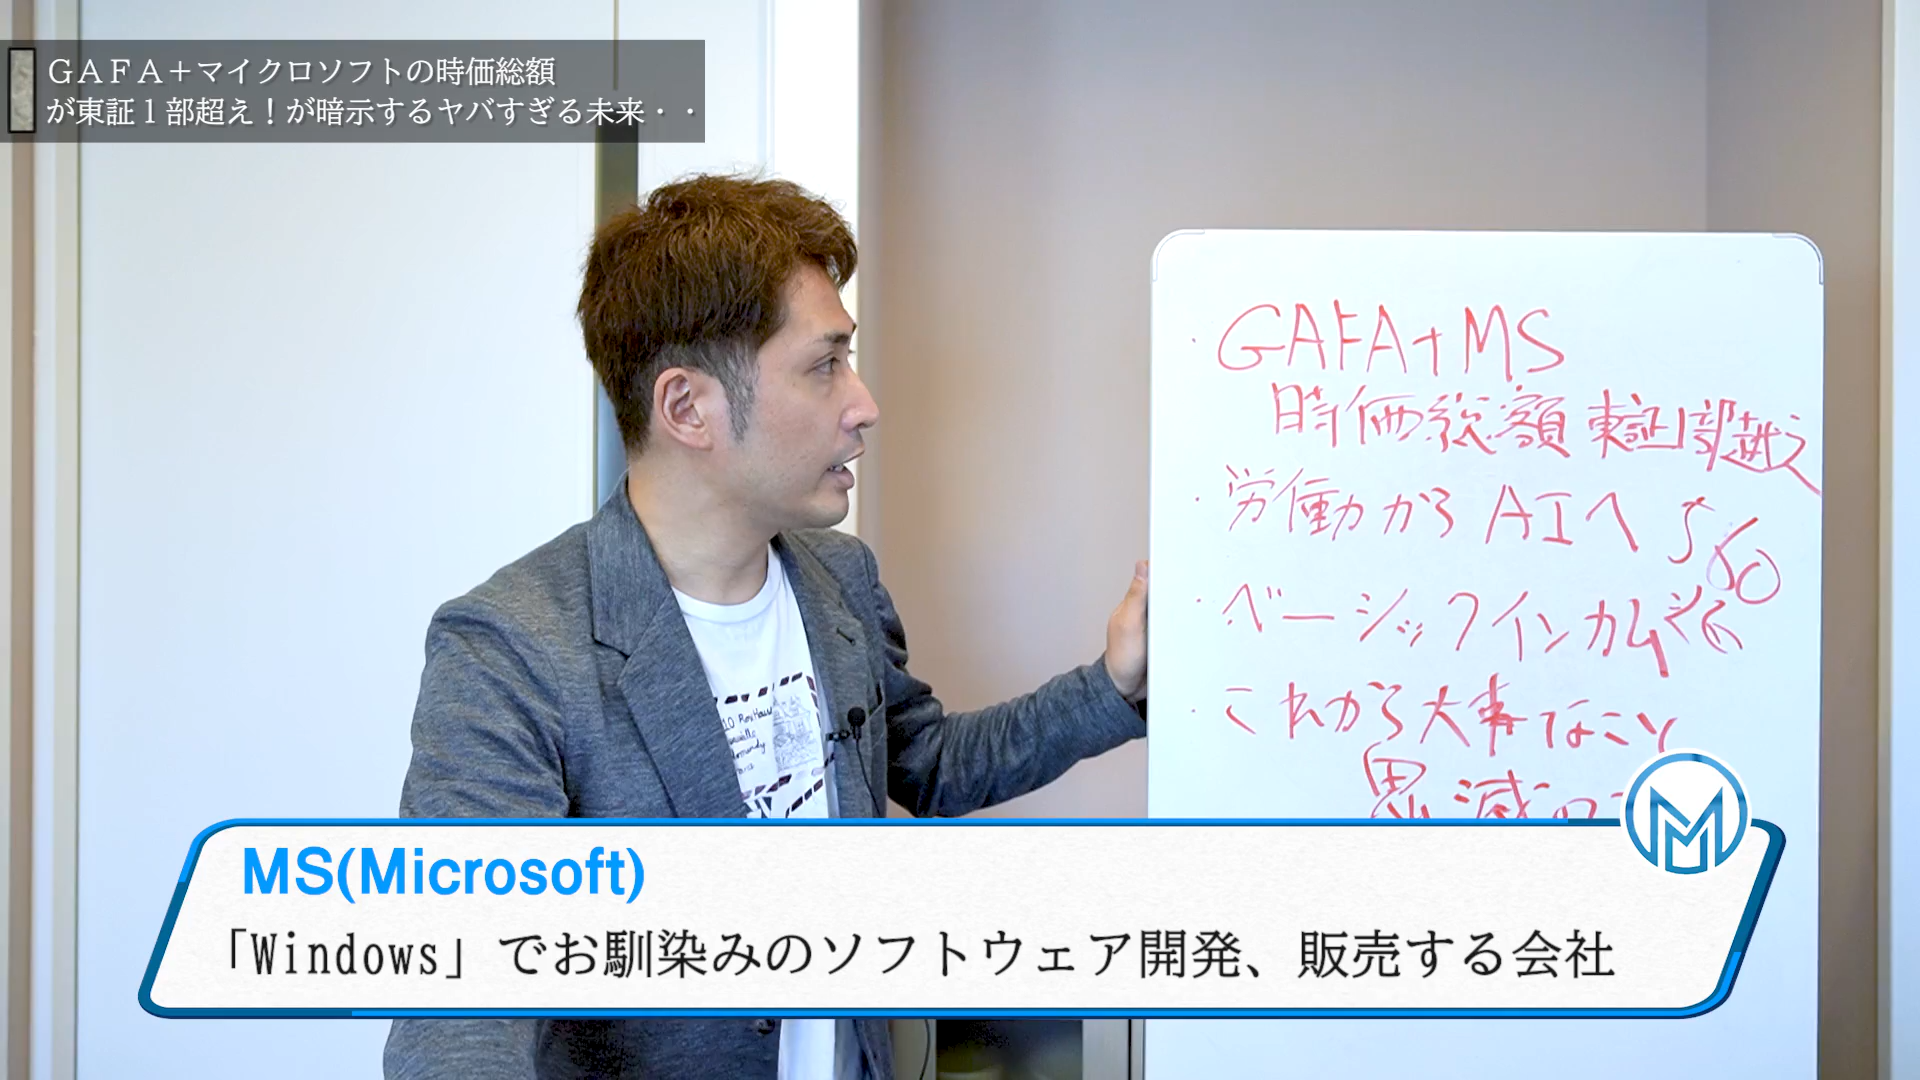 GAFA+マイクロソフトの時価総額
が東証1部超え!が暗示するヤバすぎる未来・・
・GAFA+MS
時価総額 東証1部越え
・労働から AIへ 560
・ベーシックインカム
・これから大事なこと
MS(Microsoft)
「Windows」でお馴染みのソフトウェア開発、販売する会社